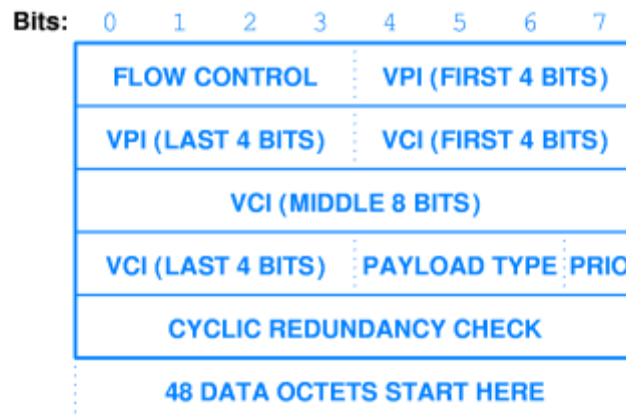 Bits: 0 1 2 3 4 5 6 7
FLOW CONTROL VPI (FIRST 4 BITS)
VPI (LAST 4 BITS) VCI (FIRST 4 BITS)
VCI (MIDDLE 8 BITS)
VCI (LAST 4 BITS) PAYLOAD TYPE PRIO
CYCLIC REDUNDANCY CHECK
48 DATA OCTETS START HERE